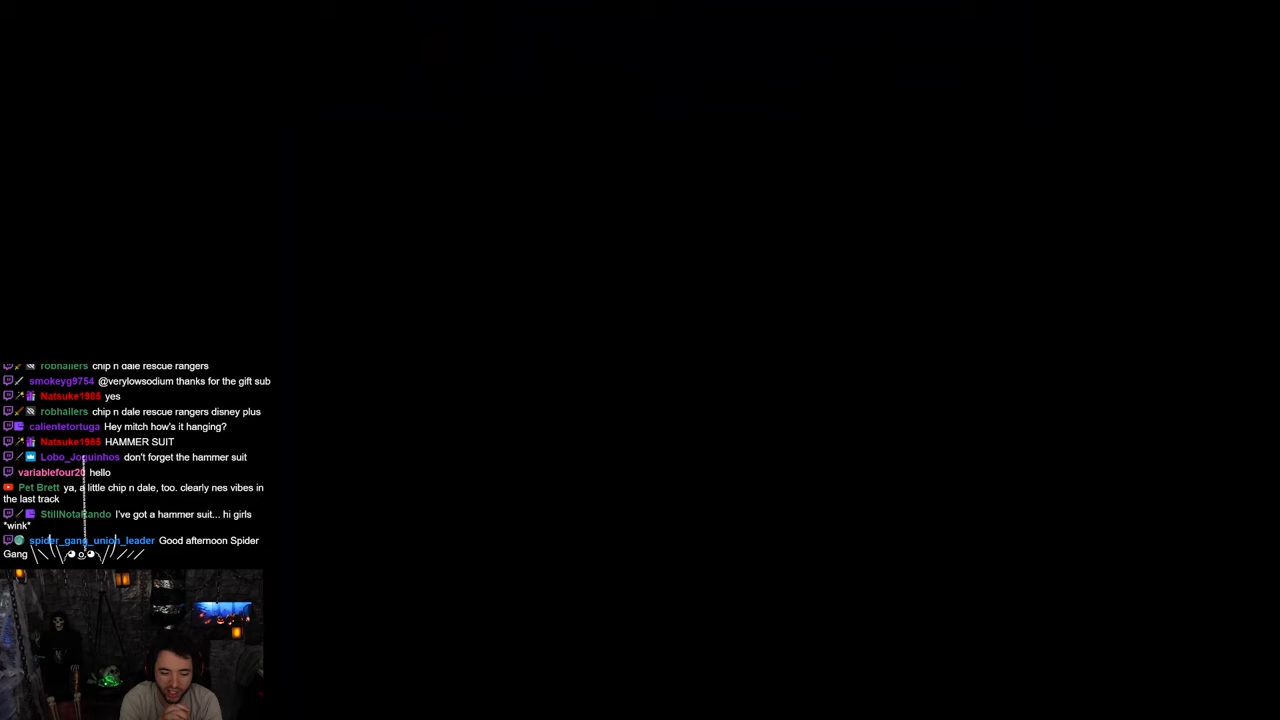 robhallers chip n dale rescue rangers
smokeyg9754 @verylowsodium thanks for the gift sub
Natsuke1985 yes
robhallers chip n dale rescue rangers disney plus
calientetortuga Hey mitch how's it hanging?
Natsuke1985 HAMMER SUIT
Lobo_Joquinhos don't forget the hammer suit
variablefour20 hello
Pet Brett ya, a little chip n dale, too. clearly nes vibes in
the last track
StillNotaRando I've got a hammer suit... hi girls
*wink*
spider_gang_union_leader Good afternoon Spider
Gang